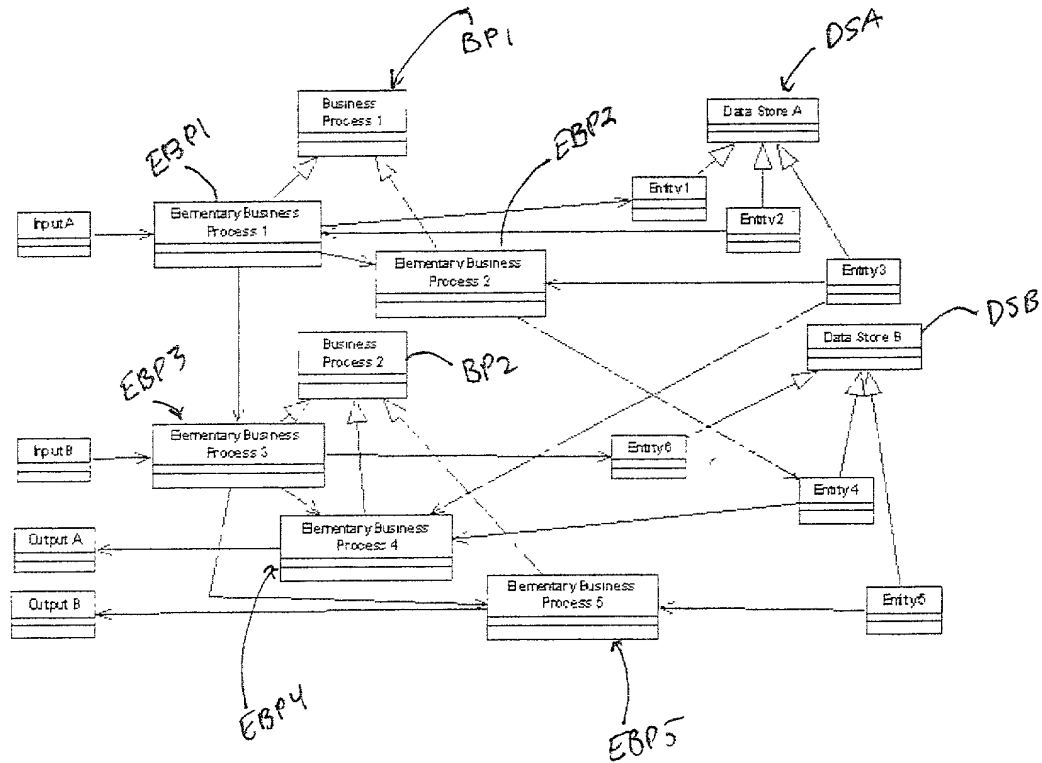 BP1
DSA
Business
Process 1
Data Store A
EBP1
EBP2
Entity1
Input A
Elementary Business
Process 1
Entity2
Elementary Business
Process 2
Entity3
DSB
Business
Process 2
BP2
Data Store B
EBP3
Elementary Business
Process 3
Input B
Entity6
Entity4
Elementary Business
Process 4
Output A
Elementary Business
Process 5
Output B
Entity5
EBP4
EBP5